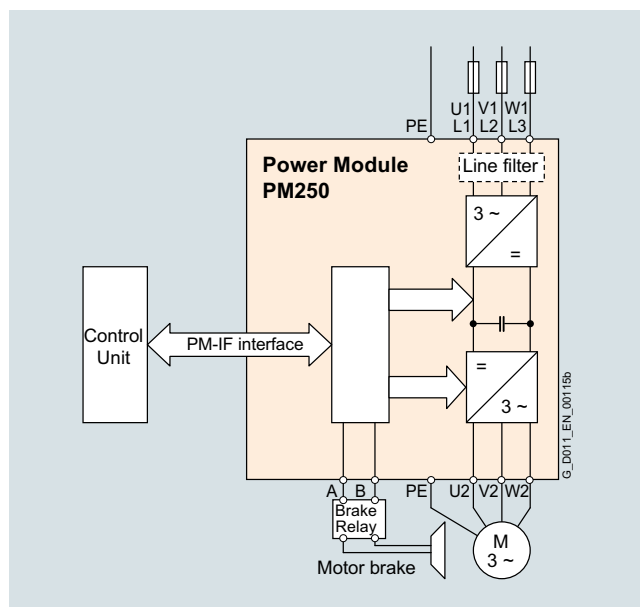 U1 V1 W1
PE L1 L2 L3
Power Module
PM250
Line filter
3 ~
=
Control
Unit
PM-IF interface
=
3 ~
A B PE U2 V2 W2
Brake
Relay
Motor brake
M
3 ~
G_D011_EN_00115b